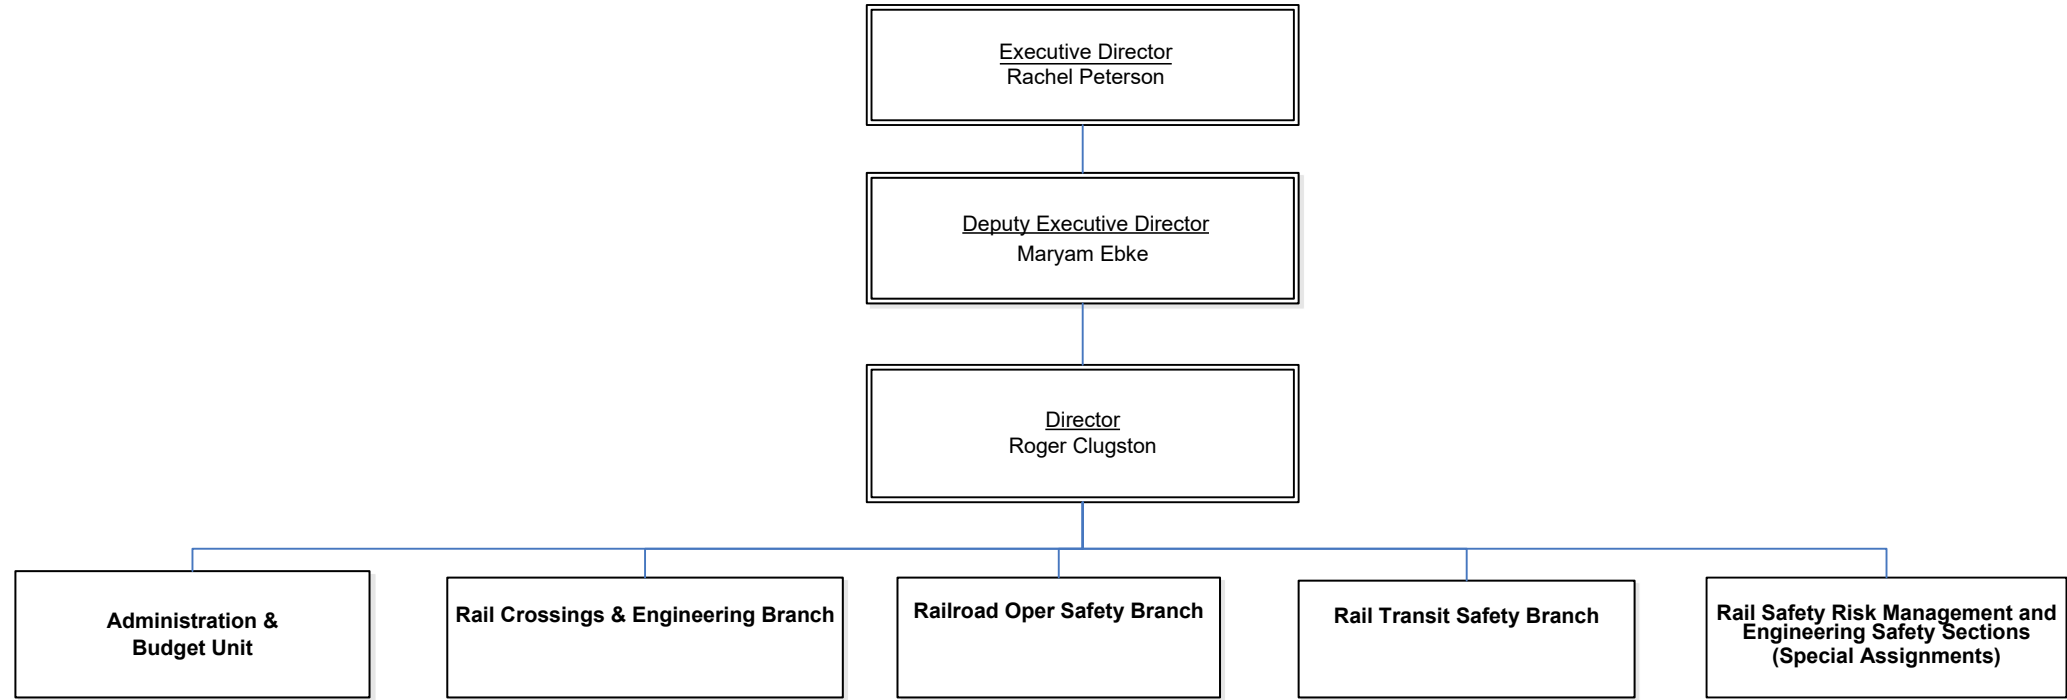 Executive Director
Rachel Peterson
Deputy Executive Director
Maryam Ebke
Director
Roger Clugston
Administration &
Budget Unit
Rail Crossings & Engineering Branch
Railroad Oper Safety Branch
Rail Transit Safety Branch
Rail Safety Risk Management and
Engineering Safety Sections
(Special Assignments)